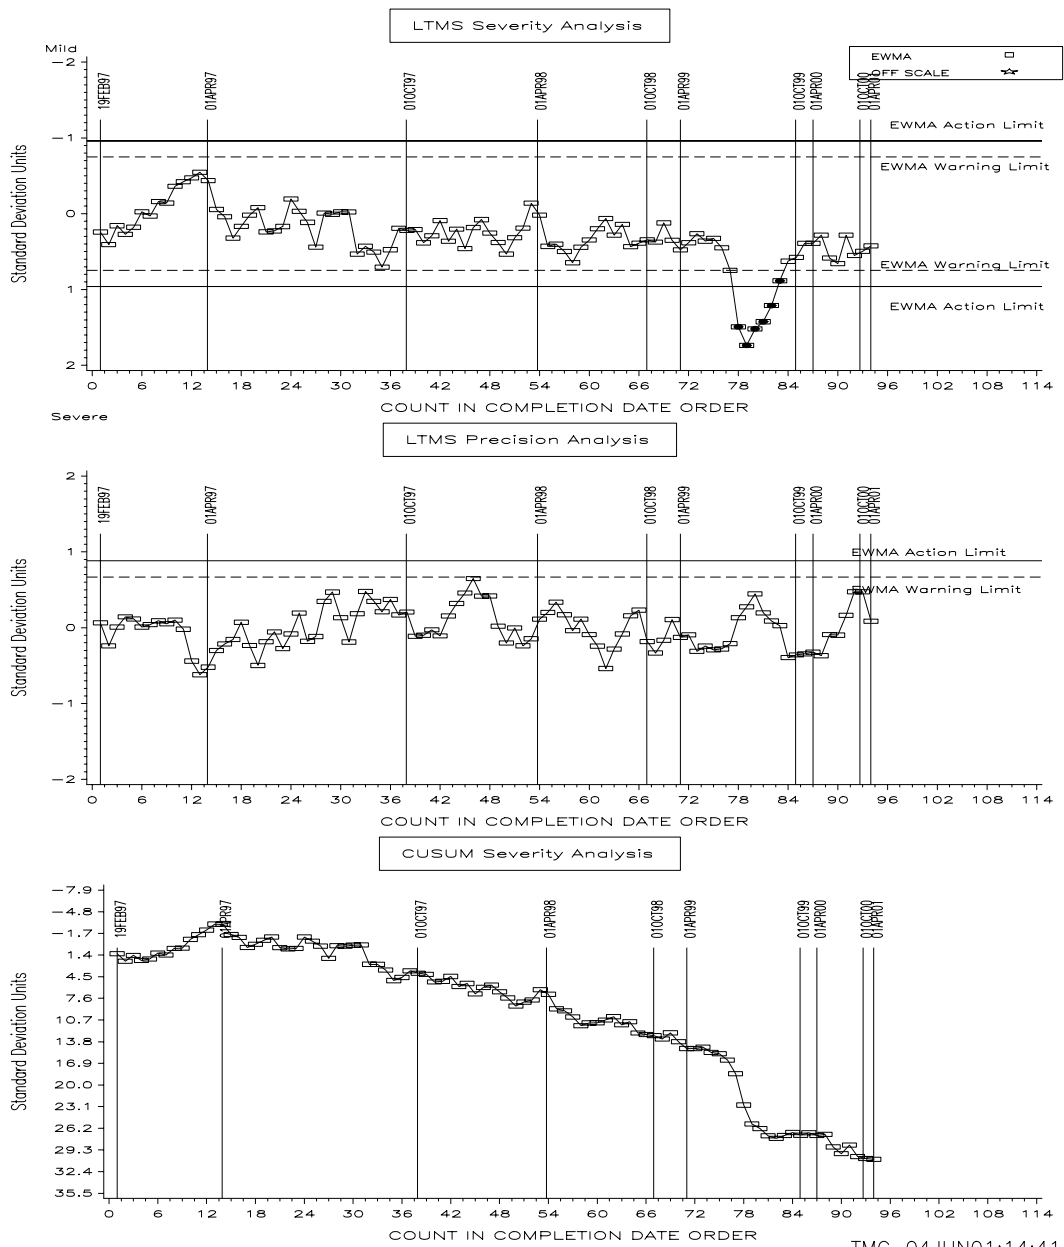 LTMS Severity Analysis
Mild
EWMA
OFF SCALE
19FEB97 01APR97 01OCT97 01APR98 01OCT98 01APR99 01OCT99 01APR00 01OCT00 01APR01
-2
-1
0
1
2
Standard Deviation Units
EWMA Action Limit
EWMA Warning Limit
EWMA Warning Limit
EWMA Action Limit
0 6 12 18 24 30 36 42 48 54 60 66 72 78 84 90 96 102 108 114
COUNT IN COMPLETION DATE ORDER
Severe
LTMS Precision Analysis
19FEB97 01APR97 01OCT97 01APR98 01OCT98 01APR99 01OCT99 01APR00 01OCT00 01APR01
2
1
0
-1
-2
Standard Deviation Units
EWMA Action Limit
EWMA Warning Limit
0 6 12 18 24 30 36 42 48 54 60 66 72 78 84 90 96 102 108 114
COUNT IN COMPLETION DATE ORDER
CUSUM Severity Analysis
19FEB97 01APR97 01OCT97 01APR98 01OCT98 01APR99 01OCT99 01APR00 01OCT00 01APR01
-7.9
-4.8
-1.7
1.4
4.5
7.6
10.7
13.8
16.9
20.0
23.1
26.2
29.3
32.4
35.5
Standard Deviation Units
0 6 12 18 24 30 36 42 48 54 60 66 72 78 84 90 96 102 108 114
COUNT IN COMPLETION DATE ORDER
TMC 04JUN01:14:41